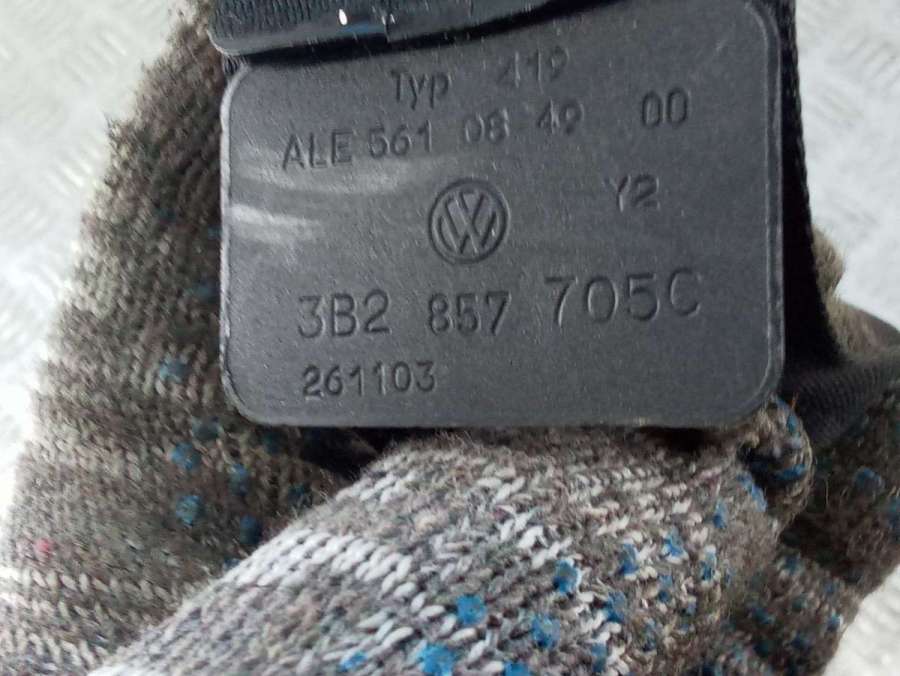 Typ 419
ALE 561 08 49 00
Y2
3B2 857 705C
261103